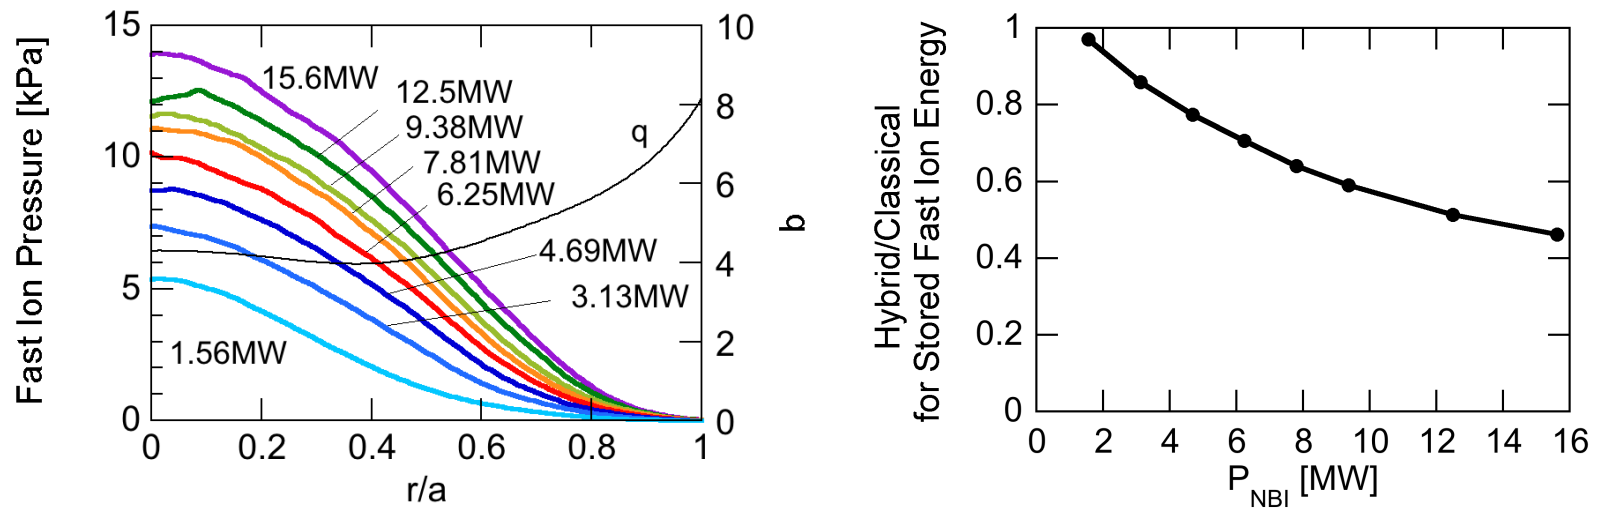 15
10
5
0
Fast Ion Pressure [kPa]
15.6MW
12.5MW
9.38MW
7.81MW
6.25MW
4.69MW
3.13MW
1.56MW
q
10
8
6
4
2
0
q
0 0.2 0.4 0.6 0.8 1
r/a
Hybrid/Classical
for Stored Fast Ion Energy
1
0.8
0.6
0.4
0.2
0
0 2 4 6 8 10 12 14 16
P NBI [MW]